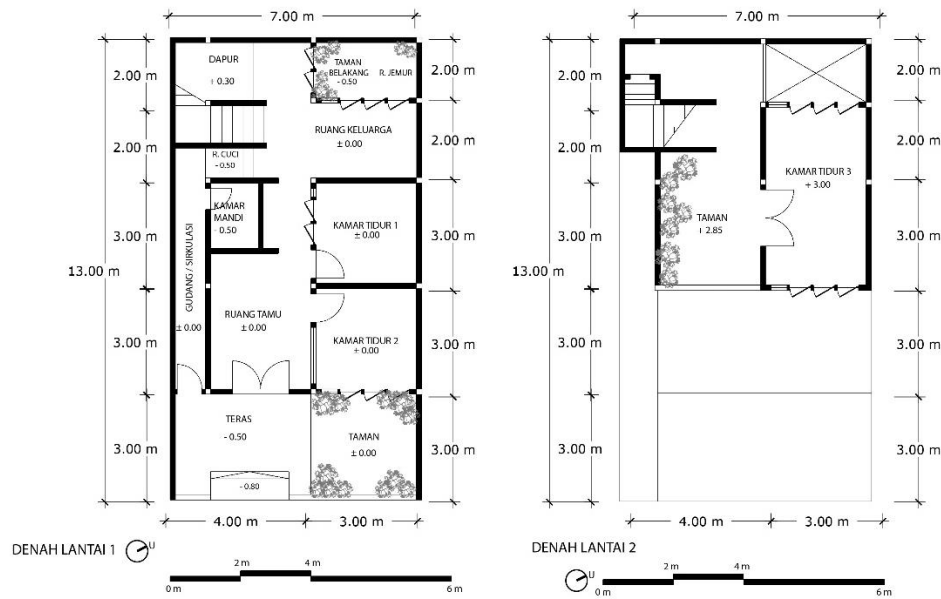 7.00 m
2.00 m
2.00 m
3.00 m
3.00 m
3.00 m
13.00 m
DAPUR
+ 0.30
TAMAN
BELAKANG
- 0.50
R. JEMUR
RUANG KELUARGA
± 0.00
R. CUCI
- 0.50
KAMAR
MANDI
- 0.50
KAMAR TIDUR 1
± 0.00
GUDANG / SIRKULASI
± 0.00
RUANG TAMU
± 0.00
KAMAR TIDUR 2
± 0.00
TERAS
- 0.50
TAMAN
± 0.00
- 0.80
2.00 m
2.00 m
3.00 m
3.00 m
3.00 m
4.00 m
3.00 m
DENAH LANTAI 1
U
0 m
2 m
4 m
6 m
7.00 m
2.00 m
2.00 m
3.00 m
3.00 m
3.00 m
13.00 m
KAMAR TIDUR 3
+ 3.00
TAMAN
+ 2.85
2.00 m
2.00 m
3.00 m
3.00 m
3.00 m
4.00 m
3.00 m
DENAH LANTAI 2
U
0 m
2 m
4 m
6 m